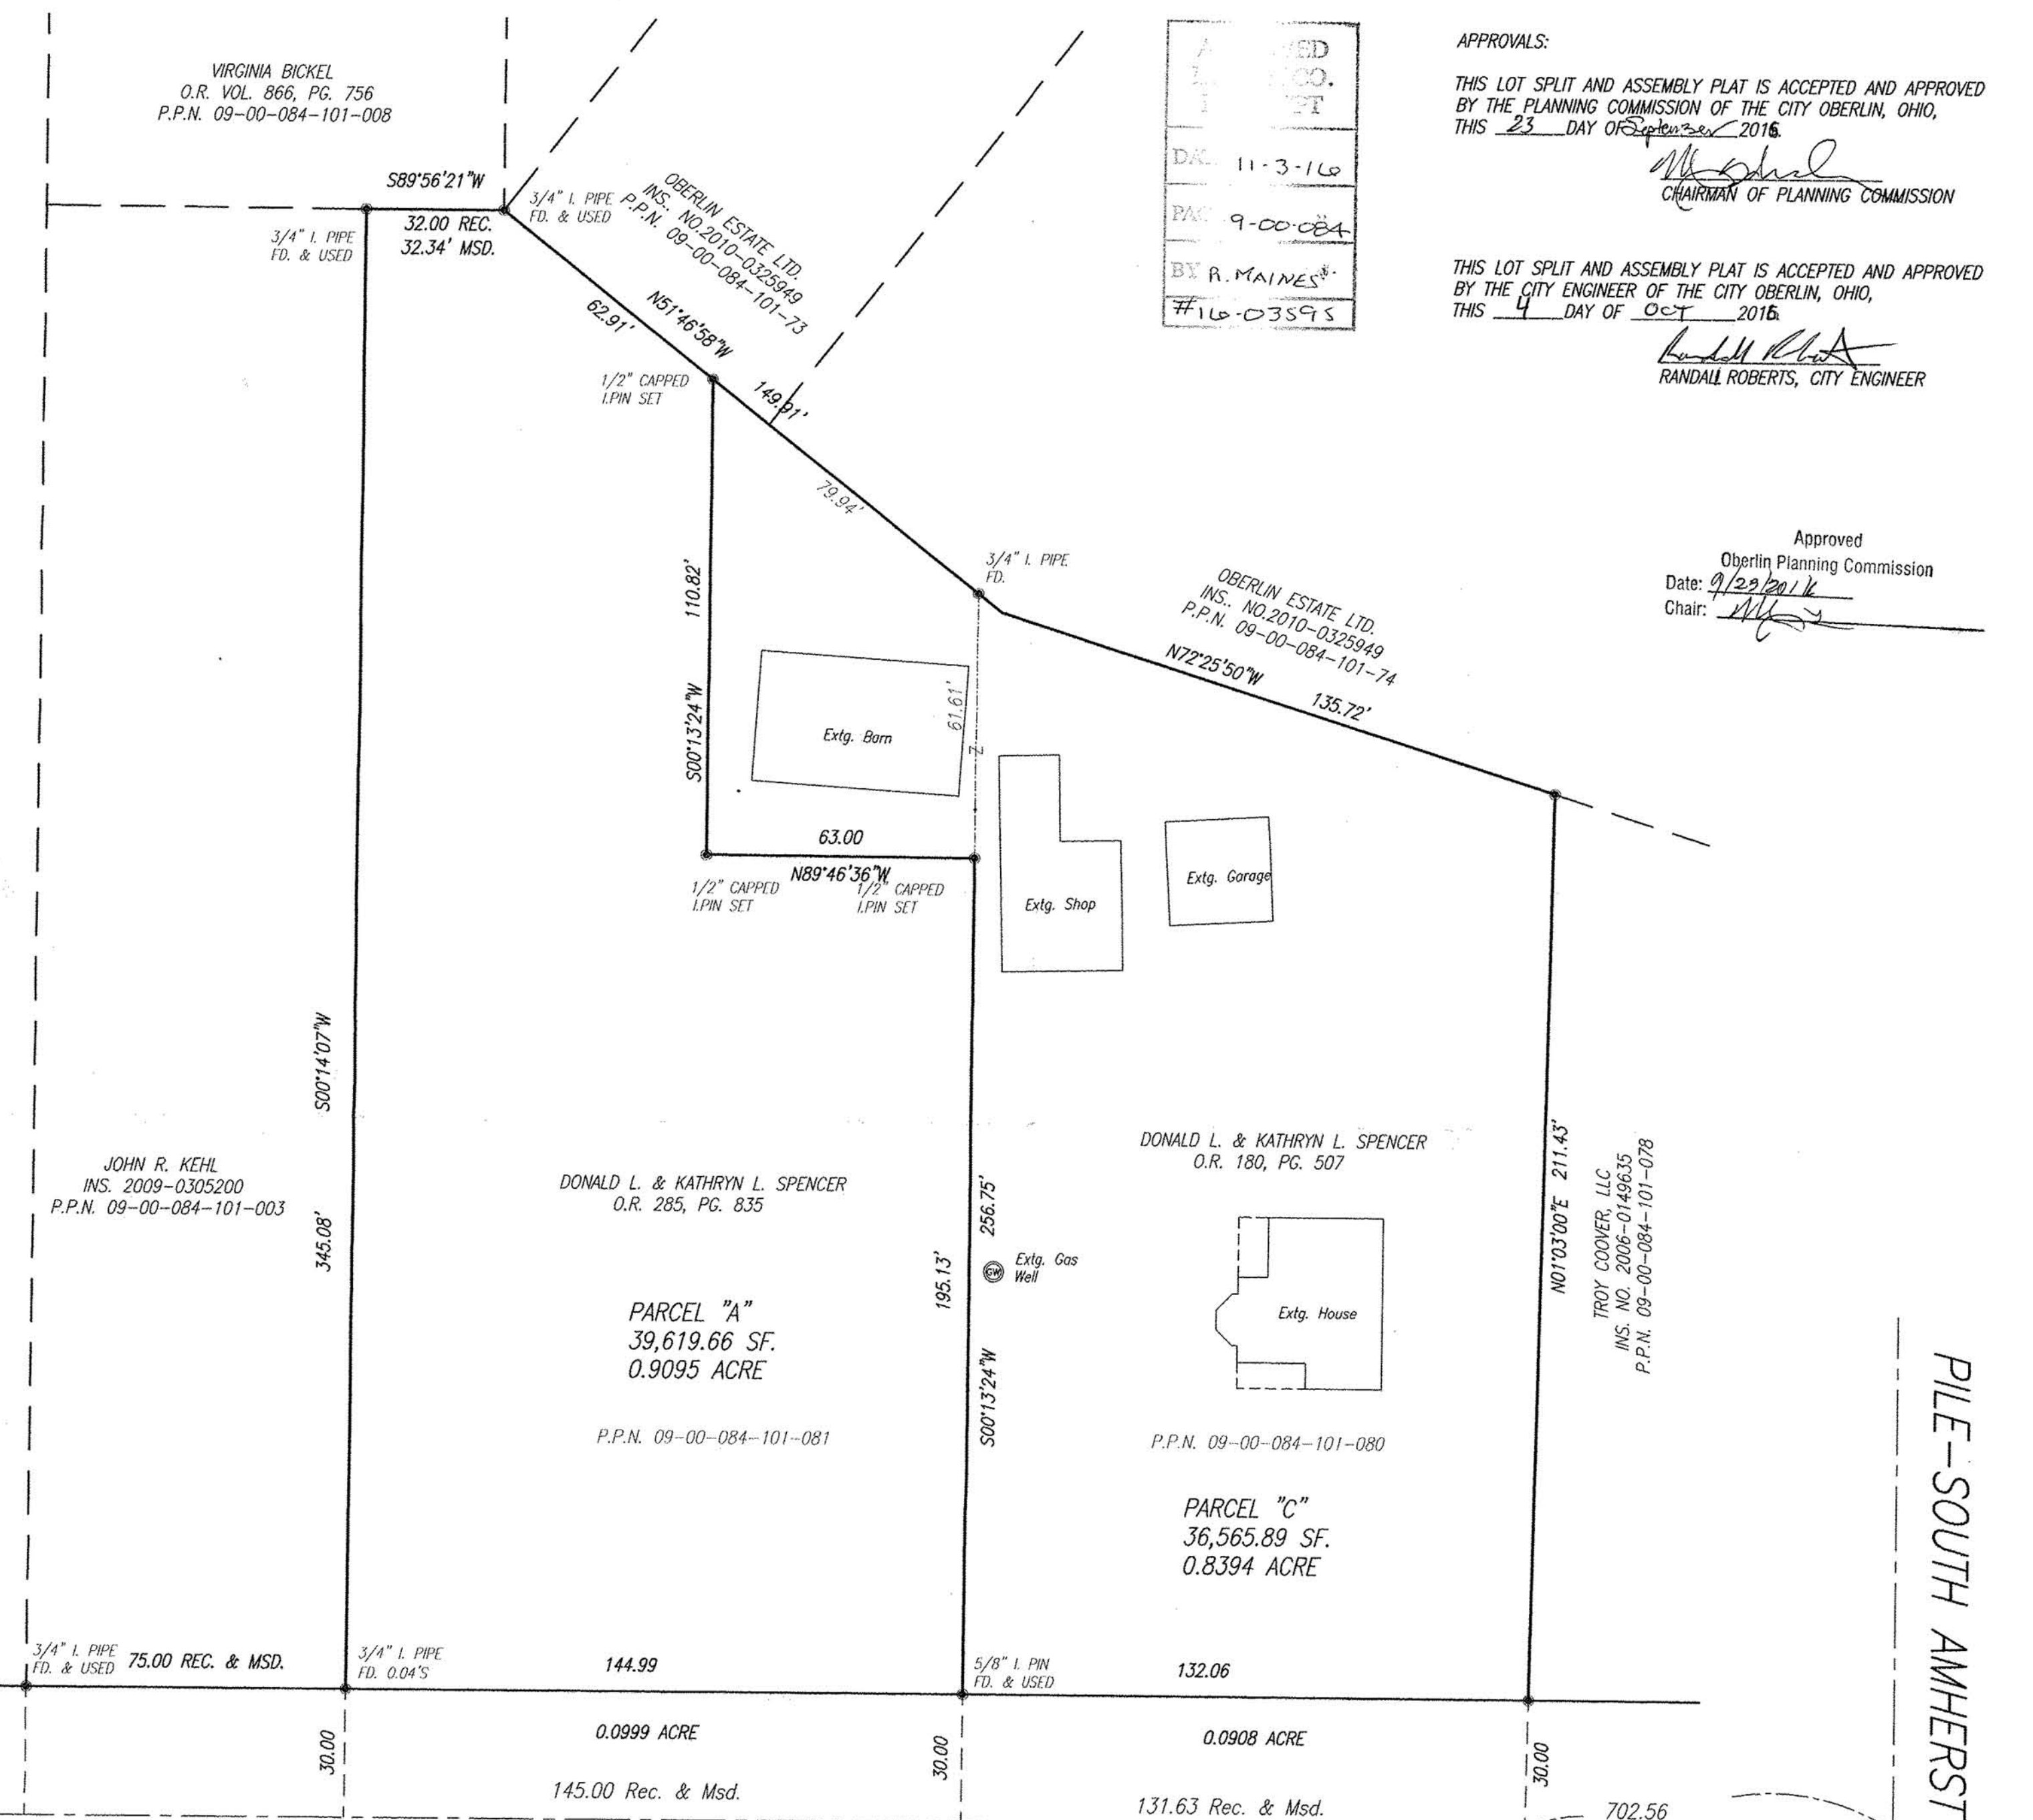 VIRGINIA BICKEL
O.R. VOL. 866, PG. 756
P.P.N. 09-00-084-101-008
S89°56'21"W
32.00 REC.
32.34' MSD.
3/4" I. PIPE
FD. & USED
3/4" I. PIPE
FD. & USED
OBERLIN ESTATE LTD.
INS.. NO.2010-0325949
P.P.N. 09-00-084-101-73
N51°46'58"W
62.91'
149.91'
79.94'
1/2" CAPPED
I.PIN SET
3/4" I. PIPE
FD.
CO.
DA
11-3-16
PA
9-00-084
BY R. MAINES
#16-03595
APPROVALS:
THIS LOT SPLIT AND ASSEMBLY PLAT IS ACCEPTED AND APPROVED
BY THE PLANNING COMMISSION OF THE CITY OBERLIN, OHIO,
THIS 23 DAY OF September 2016.
CHAIRMAN OF PLANNING COMMISSION
THIS LOT SPLIT AND ASSEMBLY PLAT IS ACCEPTED AND APPROVED
BY THE CITY ENGINEER OF THE CITY OBERLIN, OHIO,
THIS 4 DAY OF OCT 2016
RANDALL ROBERTS, CITY ENGINEER
Approved
Oberlin Planning Commission
Date: 9/23/2016
Chair:
OBERLIN ESTATE LTD.
INS.. NO.2010-0325949
P.P.N. 09-00-084-101-74
N72°25'50"W
135.72'
110.82'
S00°13'24"W
Extg. Barn
61.61'
Z
63.00
N89°46'36"W
1/2" CAPPED
I.PIN SET
1/2" CAPPED
I.PIN SET
Extg. Shop
Extg. Garage
S00°14'07"W
345.08'
JOHN R. KEHL
INS. 2009-0305200
P.P.N. 09-00-084-101-003
DONALD L. & KATHRYN L. SPENCER
O.R. 285, PG. 835
PARCEL "A"
39,619.66 SF.
0.9095 ACRE
P.P.N. 09-00-084-101-081
256.75'
195.13'
S00°13'24"W
GW
Extg. Gas
Well
DONALD L. & KATHRYN L. SPENCER
O.R. 180, PG. 507
Extg. House
P.P.N. 09-00-084-101-080
PARCEL "C"
36,565.89 SF.
0.8394 ACRE
N01°03'00"E 211.43'
TROY COOVER, LLC
INS. NO. 2006-0149635
P.P.N. 09-00-084-101-078
PILE-SOUTH AMHERST
3/4" I. PIPE
FD. & USED
75.00 REC. & MSD.
3/4" I. PIPE
FD. 0.04'S
144.99
5/8" I. PIN
FD. & USED
132.06
30.00
0.0999 ACRE
30.00
0.0908 ACRE
30.00
145.00 Rec. & Msd.
131.63 Rec. & Msd.
702.56